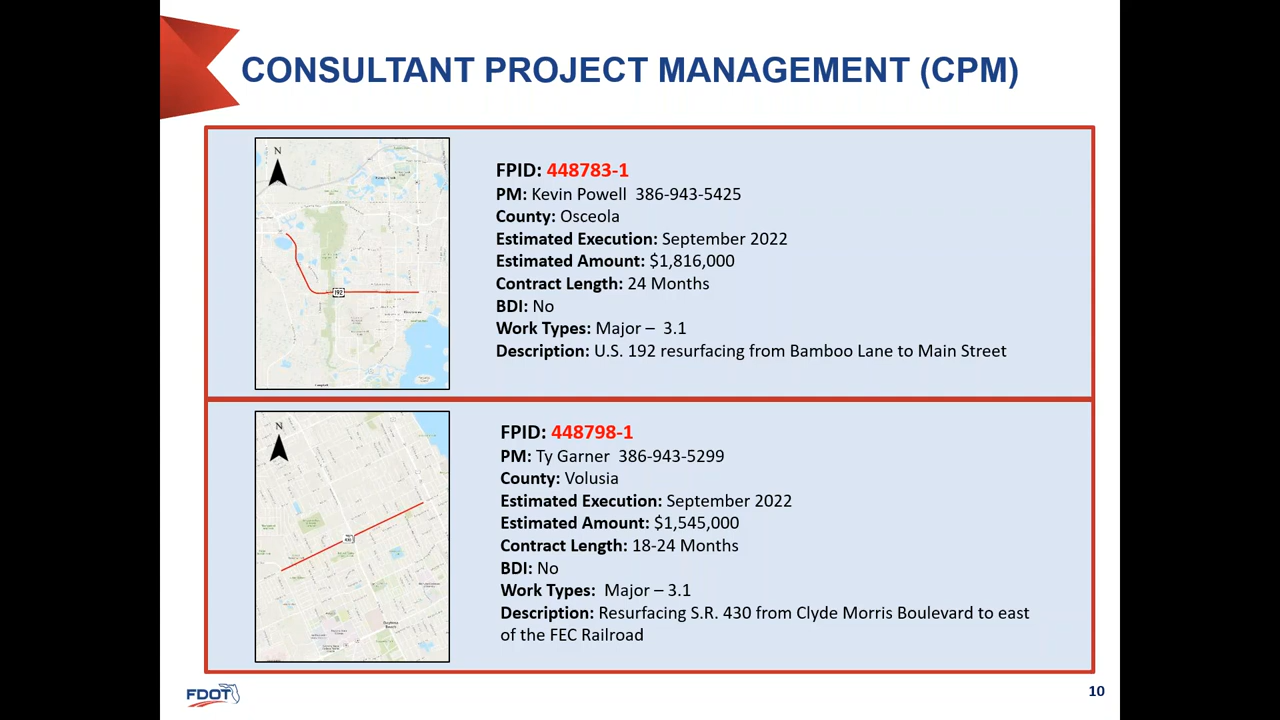 CONSULTANT PROJECT MANAGEMENT (CPM)
N
192
FPID: 448783-1
PM: Kevin Powell 386-943-5425
County: Osceola
Estimated Execution: September 2022
Estimated Amount: $1,816,000
Contract Length: 24 Months
BDI: No
Work Types: Major – 3.1
Description: U.S. 192 resurfacing from Bamboo Lane to Main Street
N
430
FPID: 448798-1
PM: Ty Garner 386-943-5299
County: Volusia
Estimated Execution: September 2022
Estimated Amount: $1,545,000
Contract Length: 18-24 Months
BDI: No
Work Types: Major – 3.1
Description: Resurfacing S.R. 430 from Clyde Morris Boulevard to east
of the FEC Railroad
FDOT
10